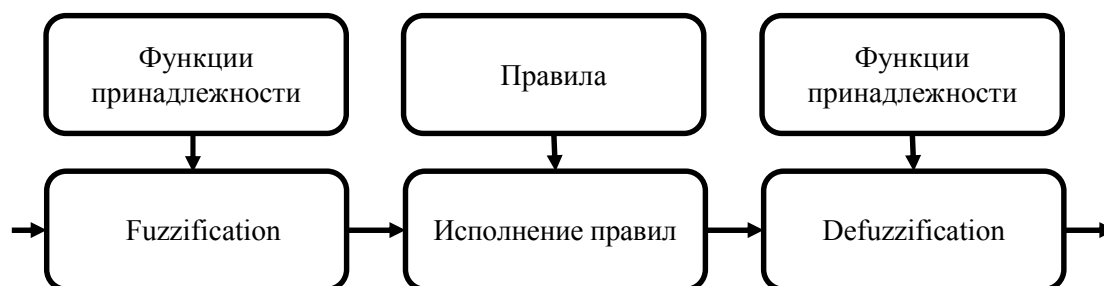 Функции
принадлежности
Правила
Функции
принадлежности
Fuzzification
Исполнение правил
Defuzzification